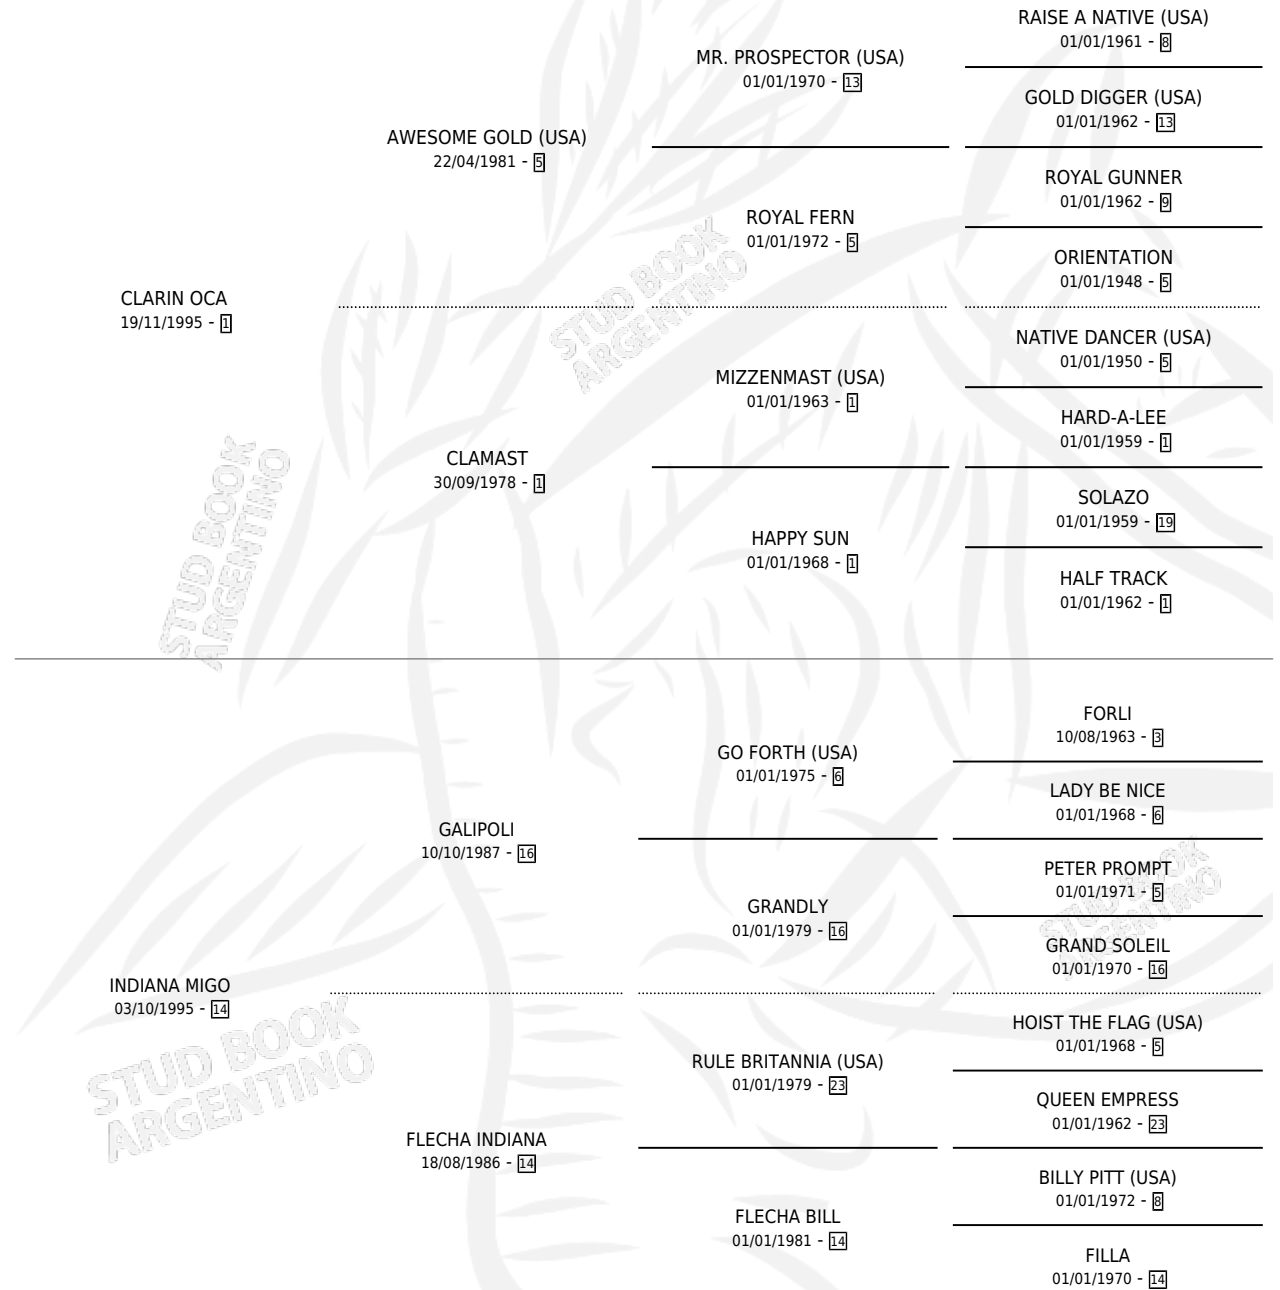 RAISE A NATIVE (USA)
01/01/1961 - 8
MR. PROSPECTOR (USA)
01/01/1970 - 13
GOLD DIGGER (USA)
01/01/1962 - 13
AWESOME GOLD (USA)
22/04/1981 - 5
ROYAL GUNNER
01/01/1962 - 9
ROYAL FERN
01/01/1972 - 5
ORIENTATION
01/01/1948 - 5
CLARIN OCA
19/11/1995 - 1
STUD BOOK
ARGENTINO
NATIVE DANCER (USA)
01/01/1950 - 5
MIZZENMAST (USA)
01/01/1963 - 1
HARD-A-LEE
01/01/1959 - 1
CLAMAST
30/09/1978 - 1
SOLAZO
01/01/1959 - 19
HAPPY SUN
01/01/1968 - 1
HALF TRACK
01/01/1962 - 1
STUD BOOK
ARGENTINO
FORLI
10/08/1963 - 3
GO FORTH (USA)
01/01/1975 - 6
LADY BE NICE
01/01/1968 - 6
GALIPOLI
10/10/1987 - 16
PETER PROMPT
01/01/1971 - 5
GRANDLY
01/01/1979 - 16
STUD BOOK
ARGENTINO
GRAND SOLEIL
01/01/1970 - 16
INDIANA MIGO
03/10/1995 - 14
HOIST THE FLAG (USA)
01/01/1968 - 5
RULE BRITANNIA (USA)
01/01/1979 - 23
QUEEN EMPRESS
01/01/1962 - 23
STUD BOOK
ARGENTINO
FLECHA INDIANA
18/08/1986 - 14
BILLY PITT (USA)
01/01/1972 - 8
FLECHA BILL
01/01/1981 - 14
FILLA
01/01/1970 - 14